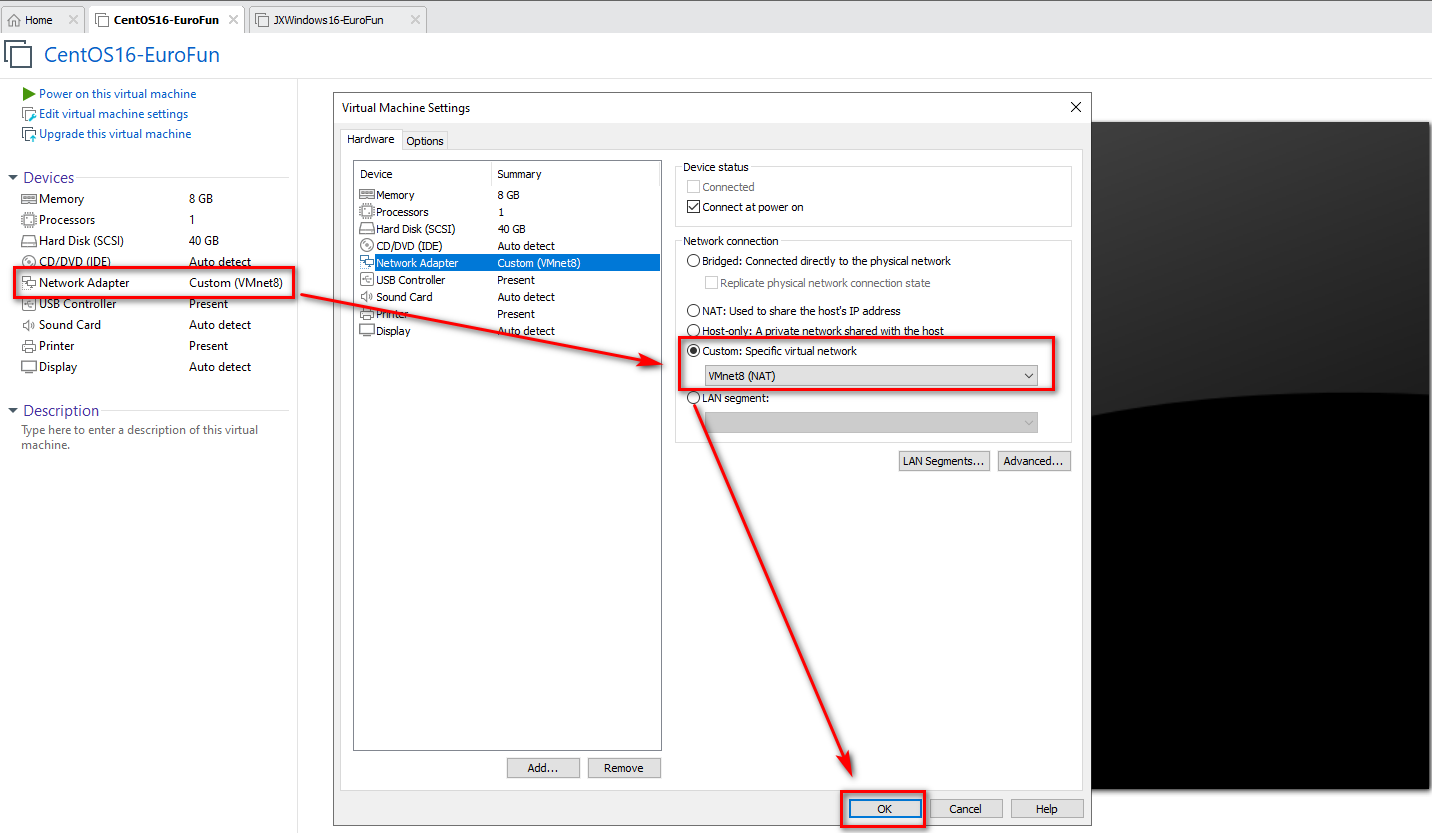 Home
CentOS16-EuroFun
JXWindows16-EuroFun
CentOS16-EuroFun
Power on this virtual machine
Edit virtual machine settings
Upgrade this virtual machine
Devices
Memory 8 GB
Processors 1
Hard Disk (SCSI) 40 GB
CD/DVD (IDE) Auto detect
Network Adapter Custom (VMnet8)
USB Controller Present
Sound Card Auto detect
Printer Present
Display Auto detect
Description
Type here to enter a description of this virtual
machine.
Virtual Machine Settings
Hardware Options
Device Summary
Memory 8 GB
Processors 1
Hard Disk (SCSI) 40 GB
CD/DVD (IDE) Auto detect
Network Adapter Custom (VMnet8)
USB Controller Present
Sound Card Auto detect
Printer Present
Display Auto detect
Add...
Remove
Device status
Connected
Connect at power on
Network connection
Bridged: Connected directly to the physical network
Replicate physical network connection state
NAT: Used to share the host's IP address
Host-only: A private network shared with the host
Custom: Specific virtual network
VMnet8 (NAT)
LAN segment:
LAN Segments...
Advanced...
OK
Cancel
Help